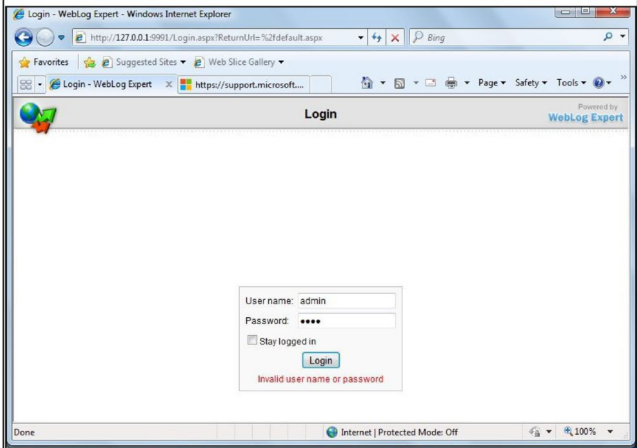 Login - WebLog Expert - Windows Internet Explorer
http://127.0.0.1:9991/Login.aspx?ReturnUrl=%2fdefault.aspx
Bing
Favorites Suggested Sites Web Slice Gallery
Login - WebLog Expert https://support.microsoft.... Page Safety Tools
Login
Powered by
WebLog Expert
User name: admin
Password: ••••
Stay logged in
Login
Invalid user name or password
Done Internet | Protected Mode: Off 100%